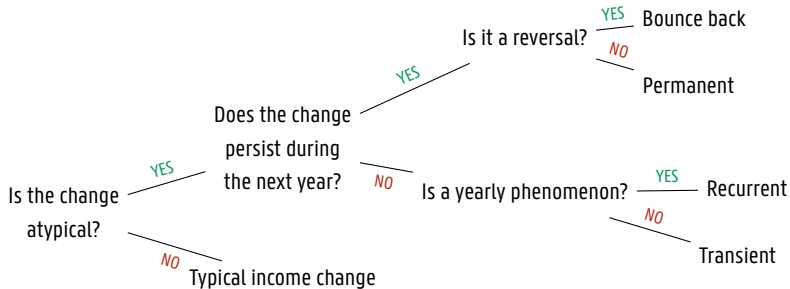 YES
Bounce back
Is it a reversal?
NO
YES
Permanent
Does the change
persist during
the next year?
YES
NO
Is a yearly phenomenon?
YES
Recurrent
NO
Transient
Is the change
atypical?
NO
Typical income change